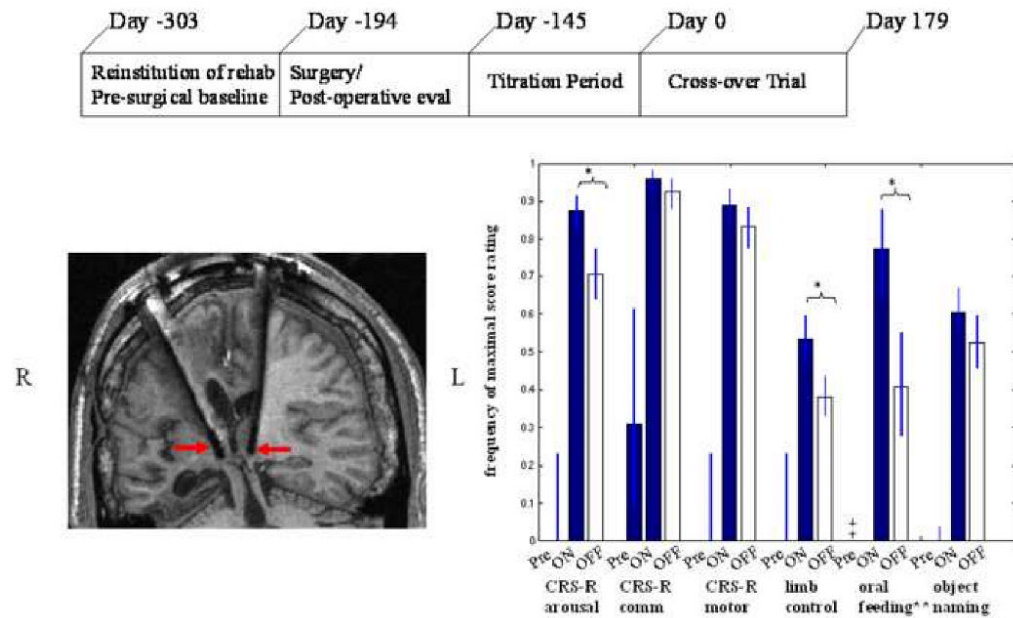 Day -303 Day -194 Day -145 Day 0 Day 179
Reinstitution of rehab
Pre-surgical baseline
Surgery/
Post-operative eval
Titration Period
Cross-over Trial
R
L
frequency of maximal score rating
1
0.9
0.8
0.7
0.6
0.5
0.4
0.3
0.2
0.1
0
*
*
*
+
+
Pre ON OFF Pre ON OFF Pre ON OFF Pre ON OFF Pre ON OFF Pre ON OFF
CRS-R CRS-R CRS-R limb oral object
arousal comm motor control feeding^^ naming